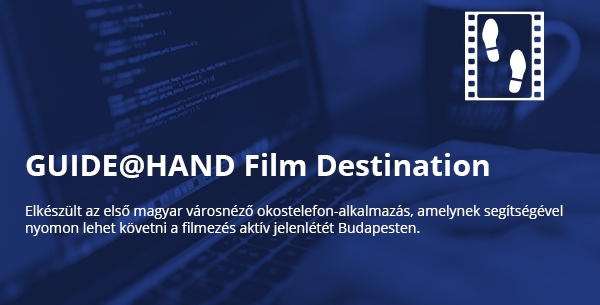 GUIDE@HAND Film Destination
Elkészült az első magyar városnéző okostelefon-alkalmazás, amelynek segítségével
nyomon lehet követni a filmezés aktív jelenlétét Budapesten.